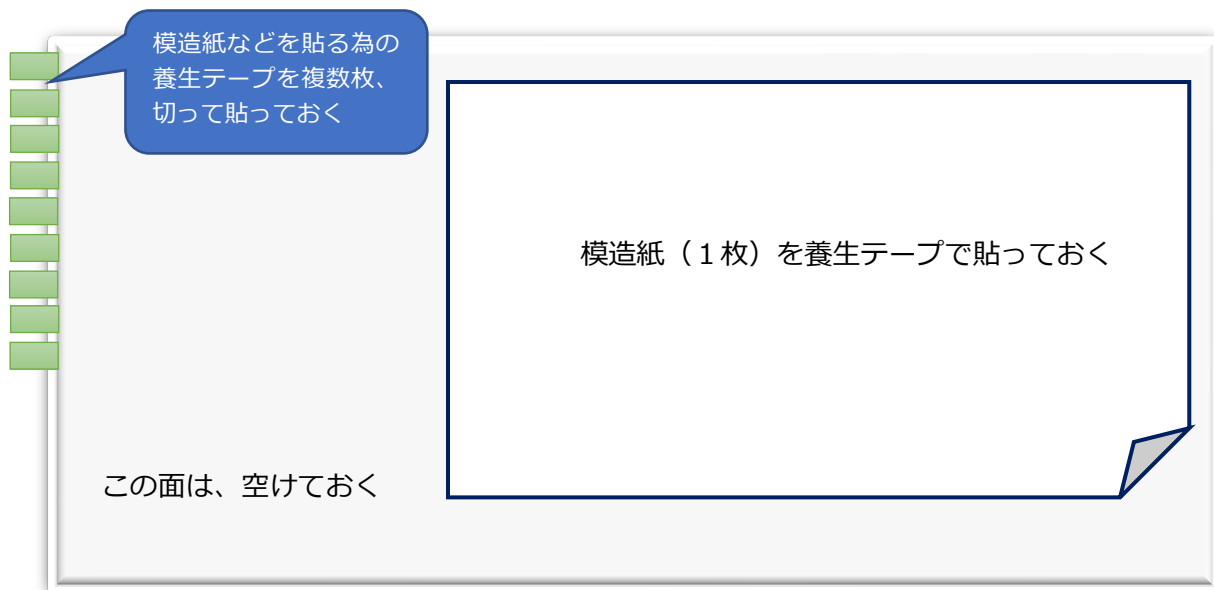 模造紙などを貼る為の
養生テープを複数枚、
切って貼っておく
模造紙（１枚）を養生テープで貼っておく
この面は、空けておく